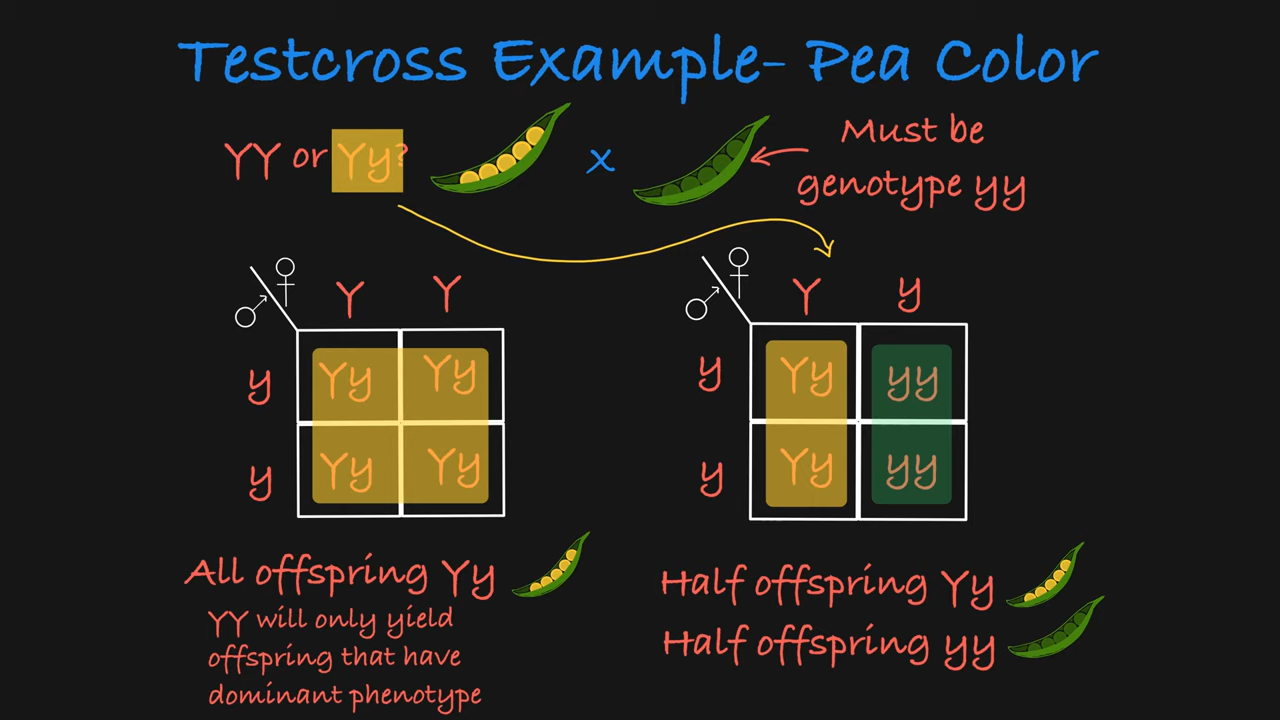 Testcross Example- Pea Color
YY or Yy?
x
Must be
genotype yy
Y Y
y Yy Yy
y Yy Yy
Y y
y Yy yy
y Yy yy
All offspring Yy
YY will only yield
offspring that have
dominant phenotype
Half offspring Yy
Half offspring yy